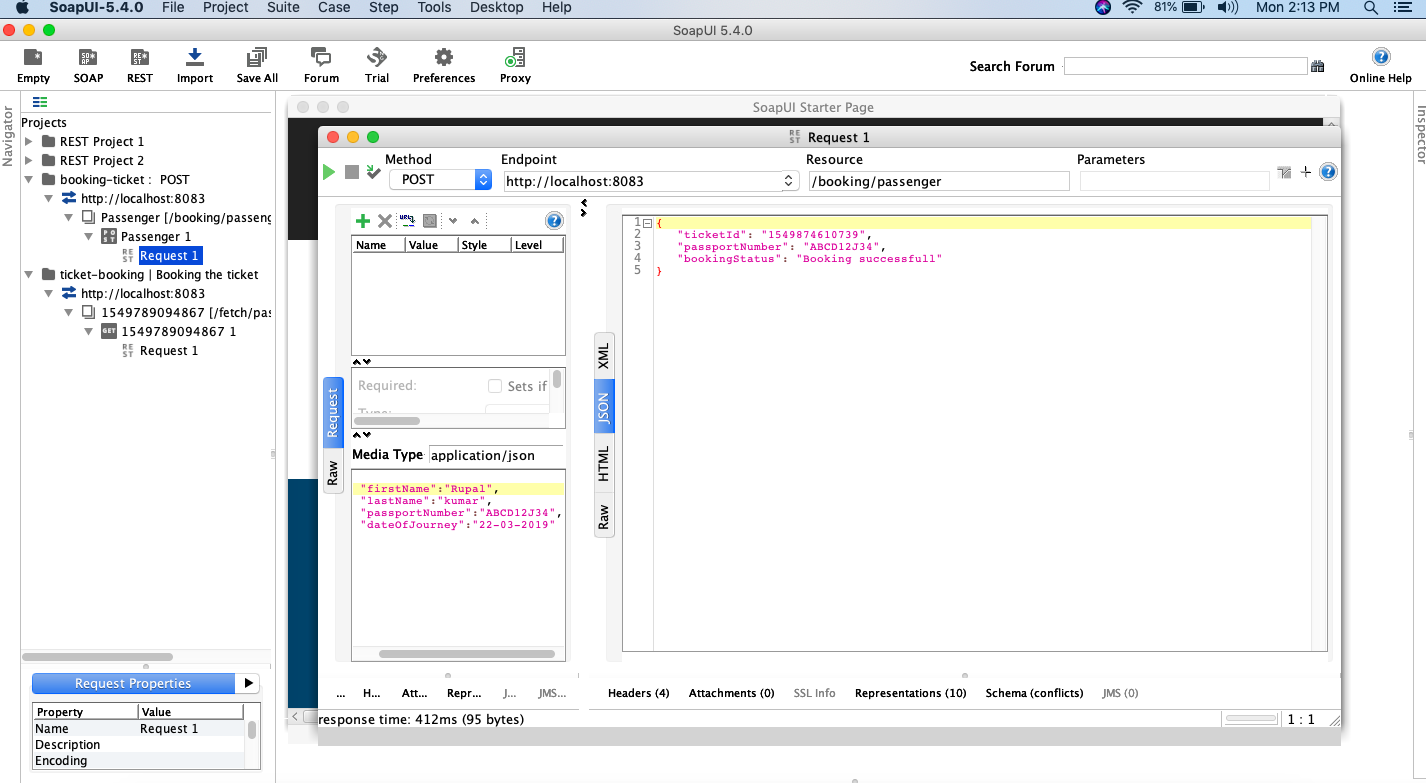 SoapUI-5.4.0 File Project Suite Case Step Tools Desktop Help 81% Mon 2:13 PM
SoapUI 5.4.0
Empty SOAP REST Import Save All Forum Trial Preferences Proxy Search Forum Online Help
Navigator
Inspector
Projects
REST Project 1
REST Project 2
booking-ticket : POST
http://localhost:8083
Passenger [/booking/passeng
Passenger 1
Request 1
ticket-booking | Booking the ticket
http://localhost:8083
1549789094867 [/fetch/pas
GET 1549789094867 1
Request 1
Request Properties
Property Value
Name Request 1
Description
Encoding
SoapUI Starter Page
Request 1
Method Endpoint Resource Parameters
POST http://localhost:8083 /booking/passenger
Name Value Style Level
Required: Sets if
Type:
Request
Raw
Media Type application/json
"firstName":"Rupal",
"lastName":"kumar",
"passportNumber":"ABCD12J34",
"dateOfJourney":"22-03-2019"
... H... Att... Repr... J... JMS...
XML
JSON
HTML
Raw
1 {
2 "ticketId": "1549874610739",
3 "passportNumber": "ABCD12J34",
4 "bookingStatus": "Booking successfull"
5 }
Headers (4) Attachments (0) SSL Info Representations (10) Schema (conflicts) JMS (0)
response time: 412ms (95 bytes) 1 : 1